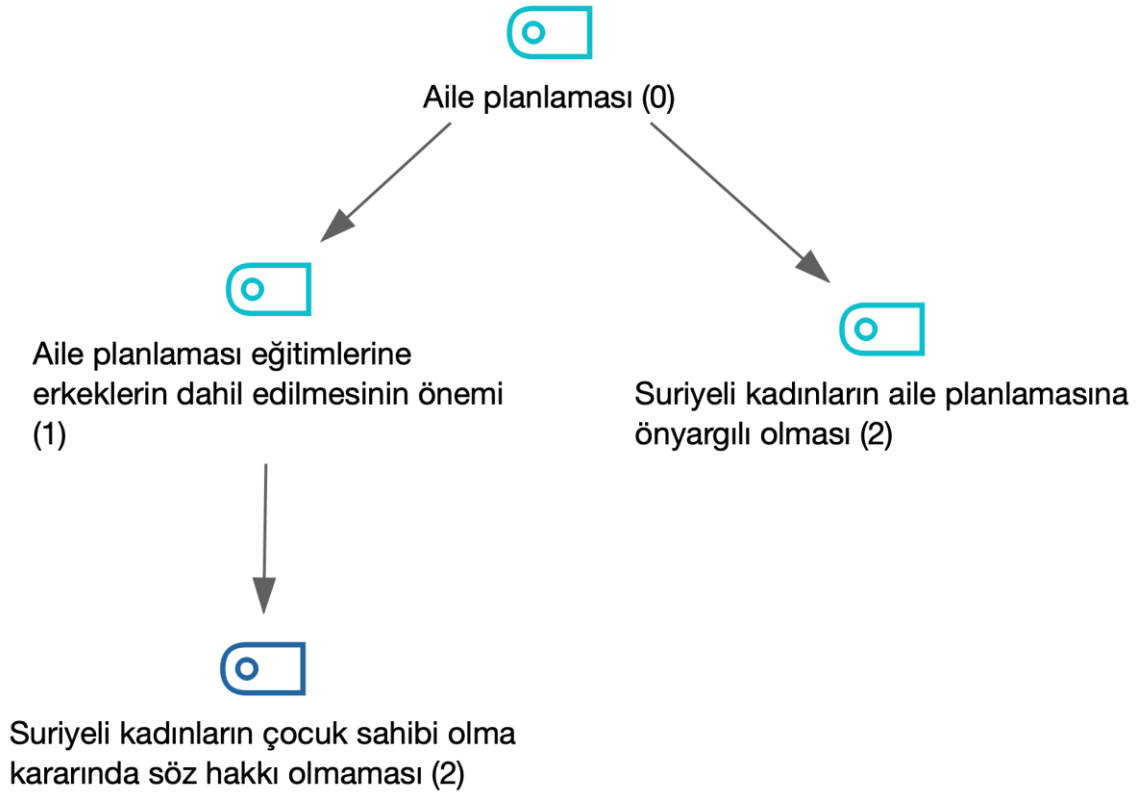 Aile planlaması (0)
Aile planlaması eğitimlerine
erkeklerin dahil edilmesinin önemi
(1)
Suriyeli kadınların aile planlamasına
önyargılı olması (2)
Suriyeli kadınların çocuk sahibi olma
kararında söz hakkı olmaması (2)